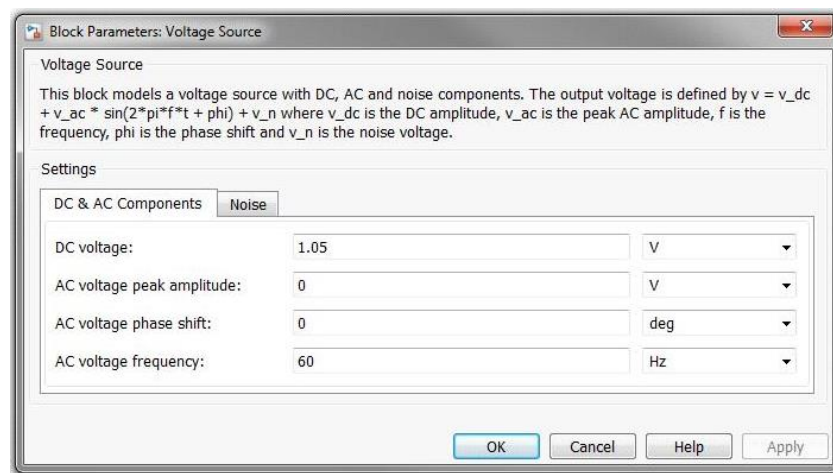 Block Parameters: Voltage Source
Voltage Source
This block models a voltage source with DC, AC and noise components. The output voltage is defined by v = v_dc
+ v_ac * sin(2*pi*f*t + phi) + v_n where v_dc is the DC amplitude, v_ac is the peak AC amplitude, f is the
frequency, phi is the phase shift and v_n is the noise voltage.
Settings
DC & AC Components Noise
DC voltage: 1.05 V
AC voltage peak amplitude: 0 V
AC voltage phase shift: 0 deg
AC voltage frequency: 60 Hz
OK Cancel Help Apply